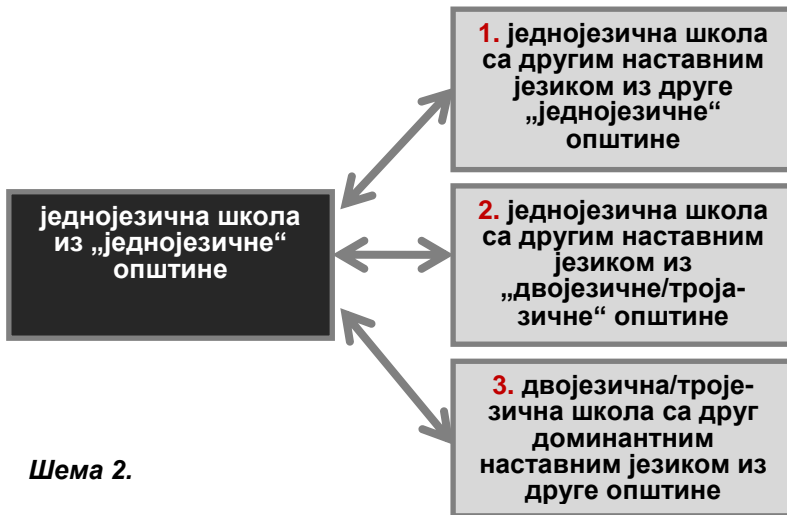 1. једнојезична школа
са другим наставним
језиком из друге
„једнојезичне“
општине
једнојезична школа
из „једнојезичне“
општине
2. једнојезична школа
са другим наставним
језиком из
„двојезичне/троја-
зичне“ општине
3. двојезична/троје-
зична школа са друг
доминантним
наставним језиком из
друге општине
Шема 2.